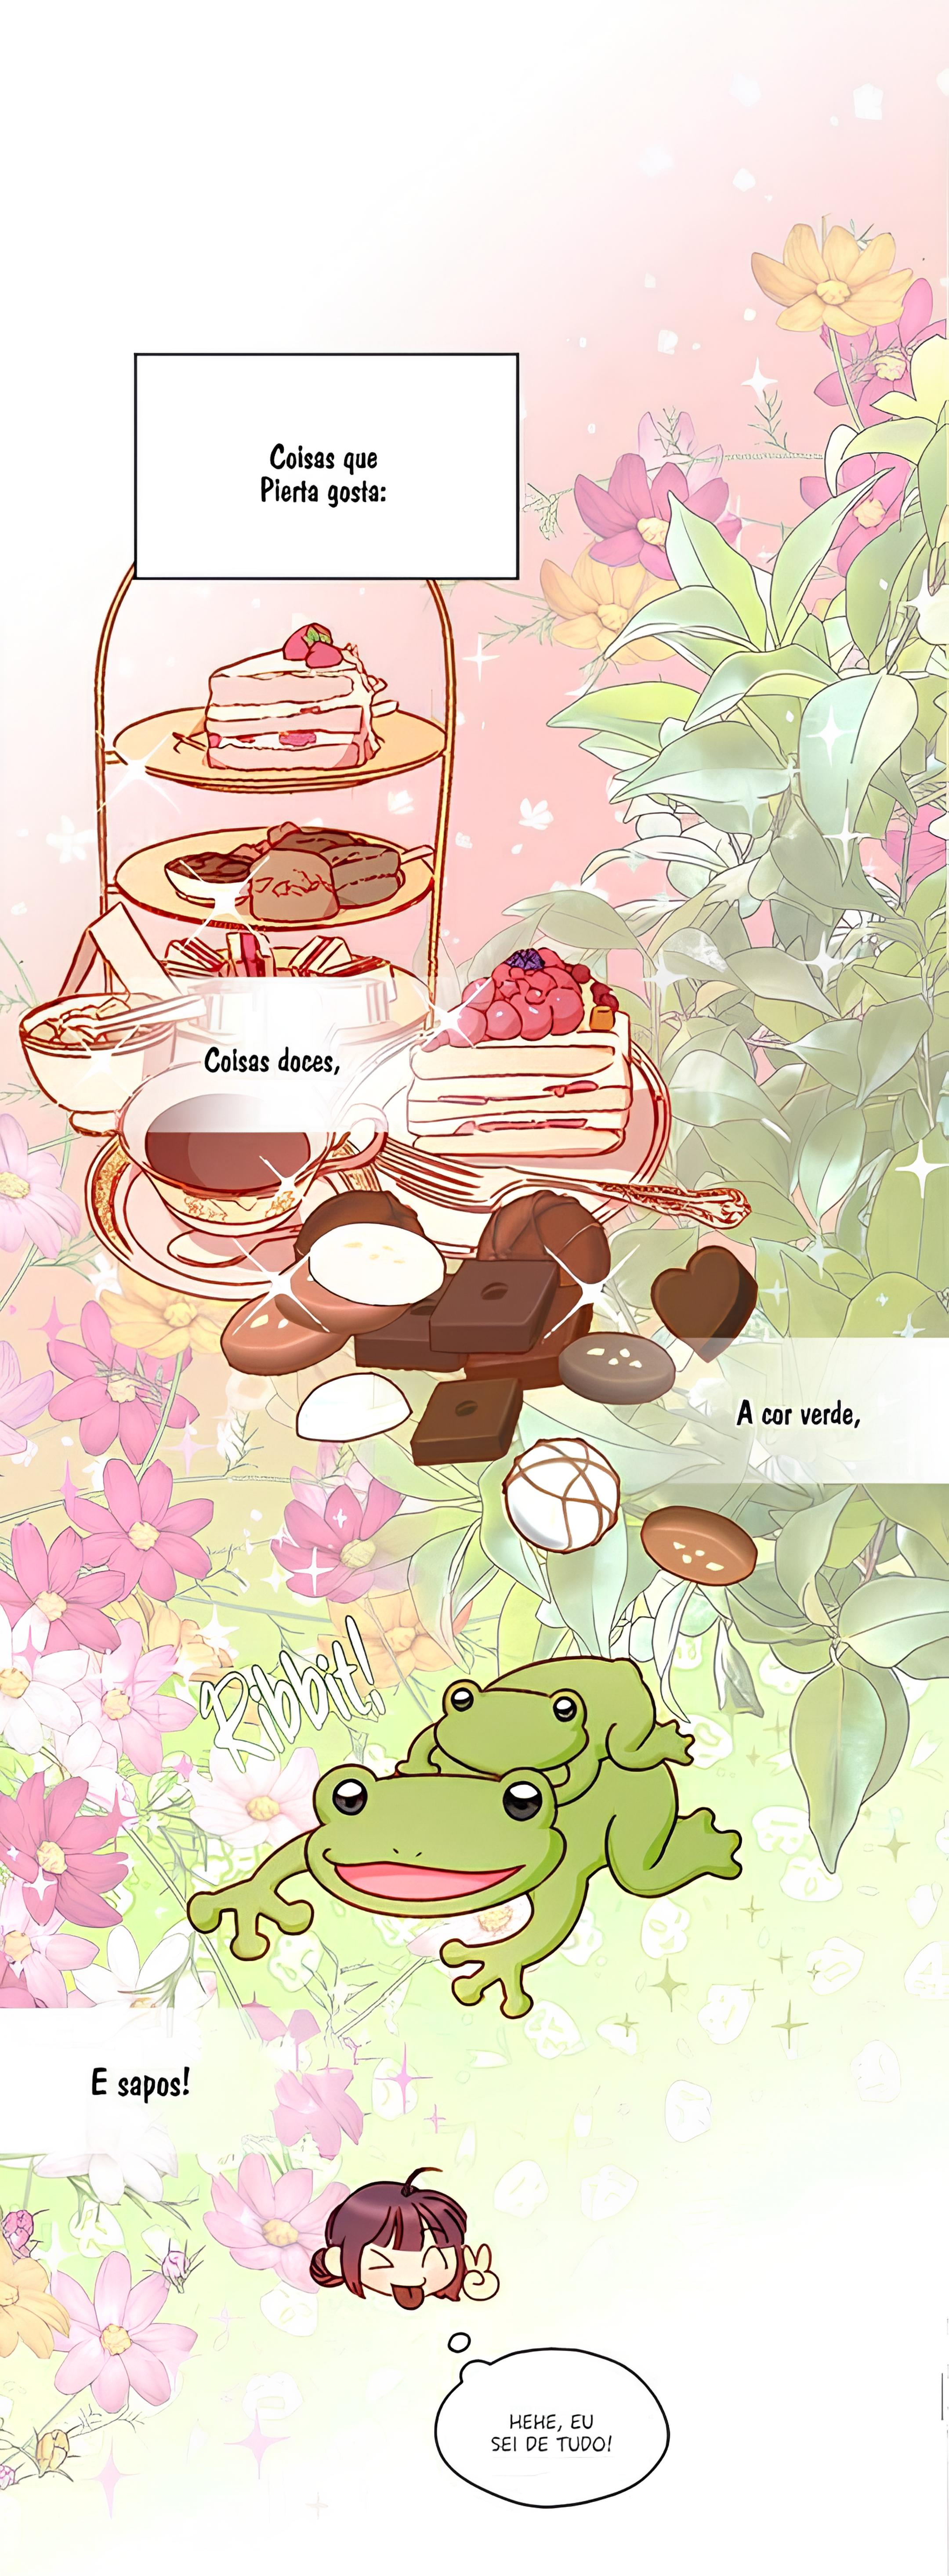 Coisas que
Pierta gosta:
Coisas doces,
A cor verde,
Ribbit!
E sapos!
HEHE, EU
SEI DE TUDO!